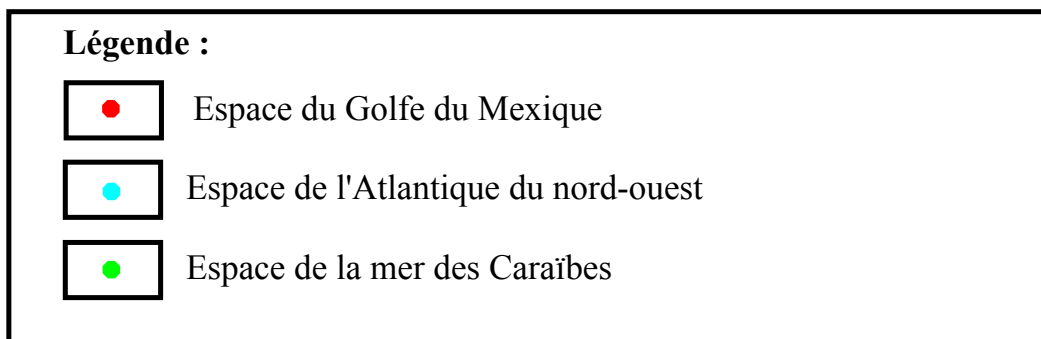 Légende :
Espace du Golfe du Mexique
Espace de l'Atlantique du nord-ouest
Espace de la mer des Caraïbes